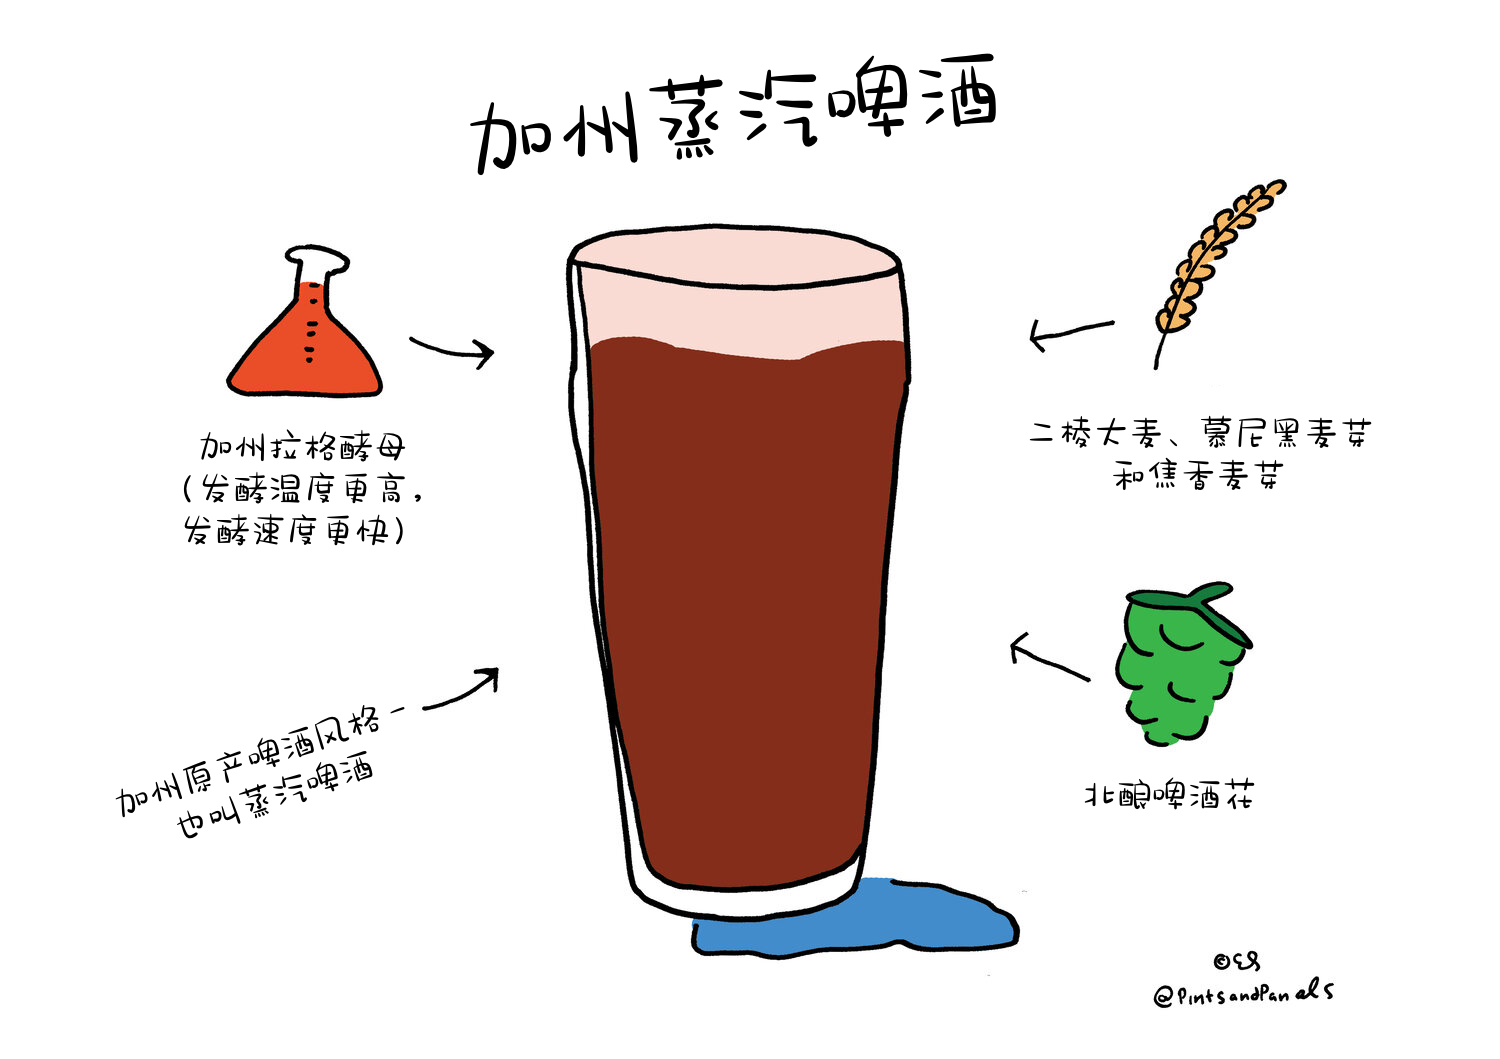 加州蒸汽啤酒
加州拉格酵母
(发酵温度更高,
发酵速度更快)
二棱大麦、慕尼黑麦芽
和焦香麦芽
加州原产啤酒风格-
也叫蒸汽啤酒
北酿啤酒花
©ES
@PintsandPanels